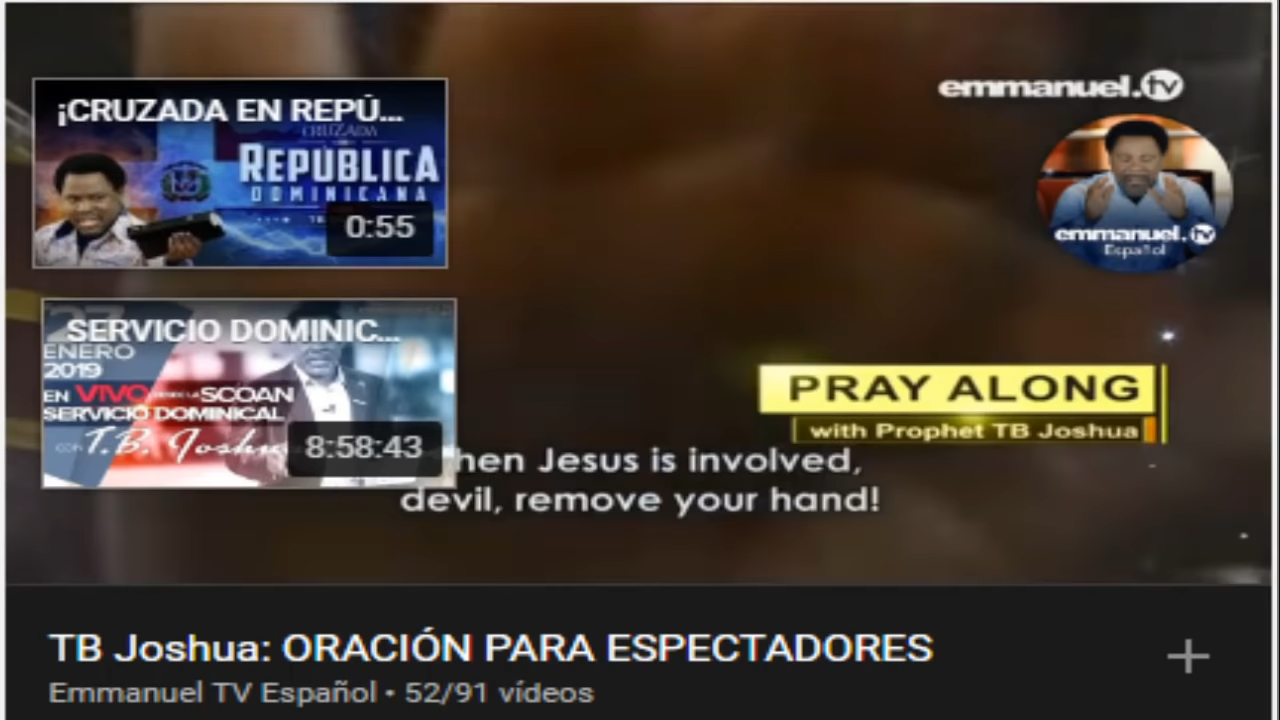 ¡CRUZADA EN REPÚ...
CRUZADA
REPÚBLICA
DOMINICANA
0:55
emmanuel.tv
emmanuel.tv
Español
SERVICIO DOMINIC...
27
ENERO
2019
EN VIVO SCOAN
SERVICIO DOMINICAL
con T.B. Joshua
8:58:43
PRAY ALONG
with Prophet TB Joshua
hen Jesus is involved,
devil, remove your hand!
TB Joshua: ORACIÓN PARA ESPECTADORES
Emmanuel TV Español • 52/91 vídeos